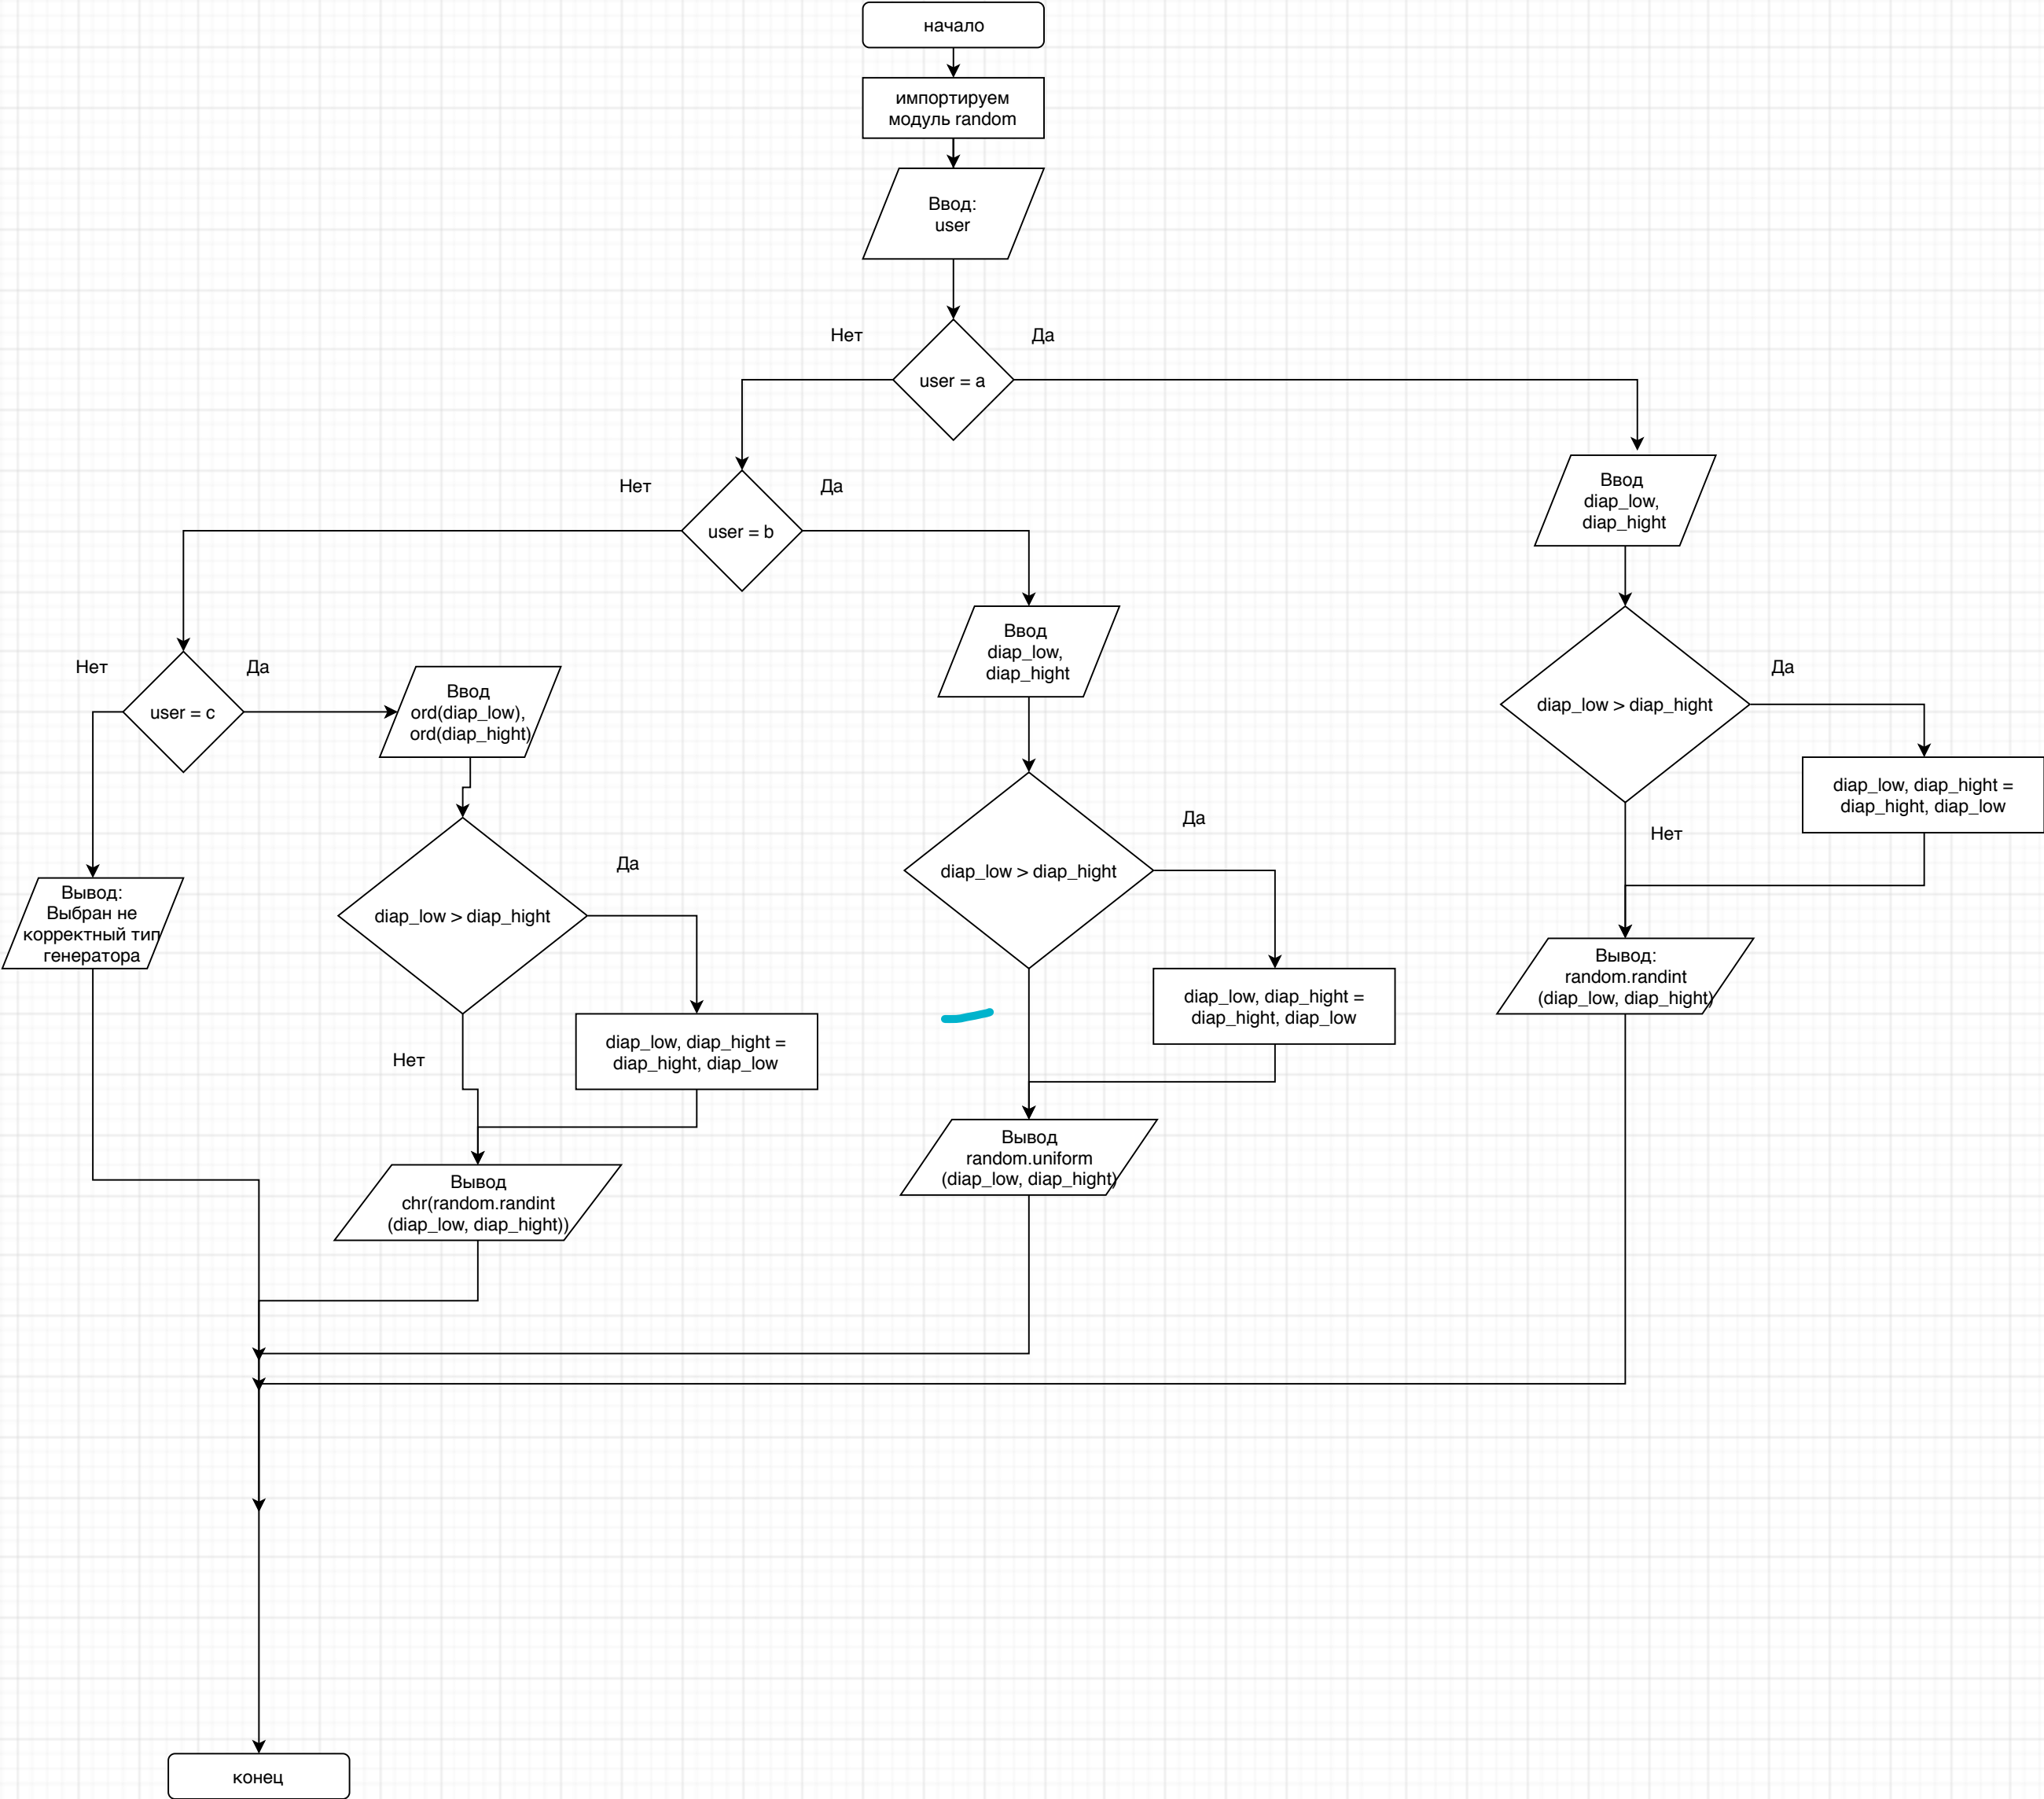 начало
импортируем
модуль random
Ввод:
user
Нет
Да
user = a
Нет
Да
user = b
Ввод
diap_low,
diap_hight
Ввод
diap_low,
diap_hight
Нет
Да
user = c
Ввод
ord(diap_low),
ord(diap_hight)
diap_low > diap_hight
Да
diap_low, diap_hight =
diap_hight, diap_low
Нет
diap_low > diap_hight
Да
diap_low > diap_hight
Да
Вывод:
Выбран не
корректный тип
генератора
diap_low, diap_hight =
diap_hight, diap_low
Вывод:
random.randint
(diap_low, diap_hight)
Нет
diap_low, diap_hight =
diap_hight, diap_low
Вывод
random.uniform
(diap_low, diap_hight)
Вывод
chr(random.randint
(diap_low, diap_hight))
конец